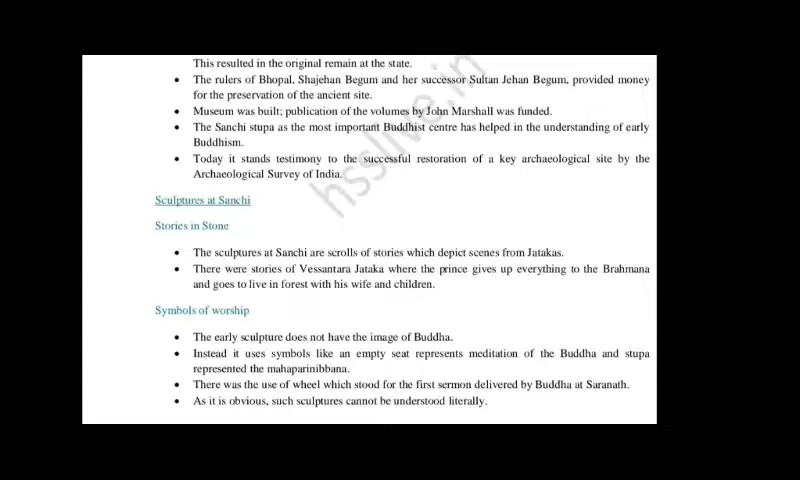 This resulted in the original remain at the state.
• The rulers of Bhopal, Shajehan Begum and her successor Sultan Jehan Begum, provided money
for the preservation of the ancient site.
• Museum was built; publication of the volumes by John Marshall was funded.
• The Sanchi stupa as the most important Buddhist centre has helped in the understanding of early
Buddhism.
• Today it stands testimony to the successful restoration of a key archaeological site by the
Archaeological Survey of India.
hsslive.in
Sculptures at Sanchi
Stories in Stone
• The sculptures at Sanchi are scrolls of stories which depict scenes from Jatakas.
• There were stories of Vessantara Jataka where the prince gives up everything to the Brahmana
and goes to live in forest with his wife and children.
Symbols of worship
• The early sculpture does not have the image of Buddha.
• Instead it uses symbols like an empty seat represents meditation of the Buddha and stupa
represented the mahaparinibbana.
• There was the use of wheel which stood for the first sermon delivered by Buddha at Saranath.
• As it is obvious, such sculptures cannot be understood literally.